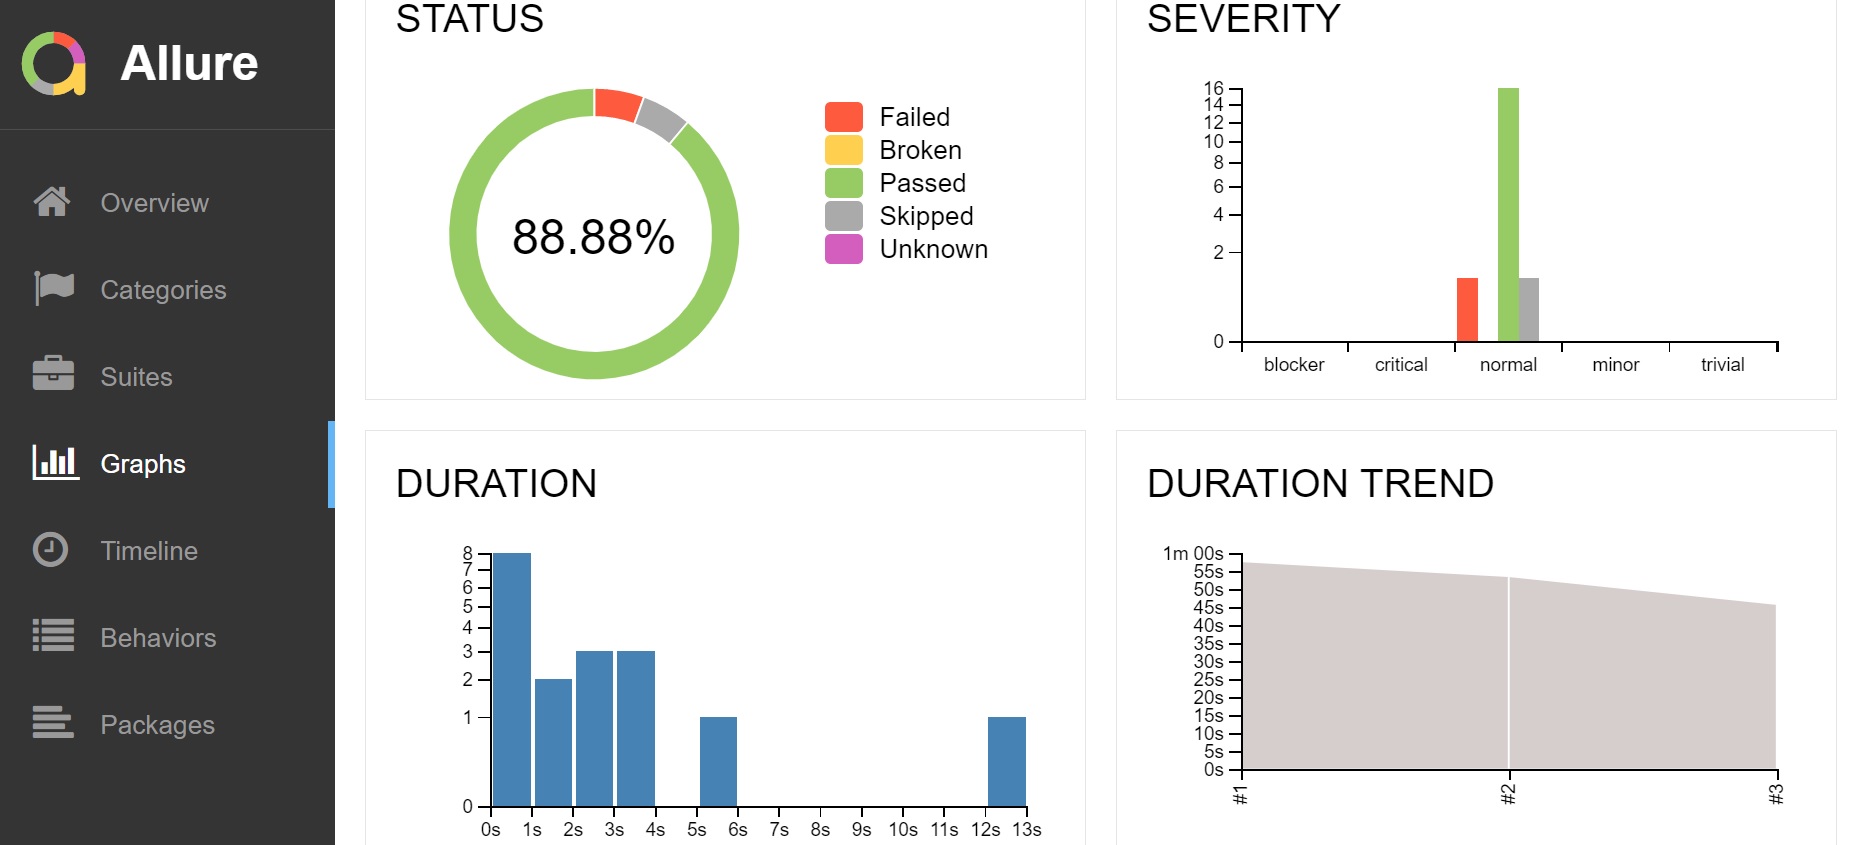 Allure
Overview
Categories
Suites
Graphs
Timeline
Behaviors
Packages
STATUS
88.88%
Failed
Broken
Passed
Skipped
Unknown
SEVERITY
16
14
12
10
8
6
4
2
0
blocker critical normal minor trivial
DURATION
8
7
6
5
4
3
2
1
0
0s 1s 2s 3s 4s 5s 6s 7s 8s 9s 10s 11s 12s 13s
DURATION TREND
1m 00s
55s
50s
45s
40s
35s
30s
25s
20s
15s
10s
5s
0s
#1 #2 #3